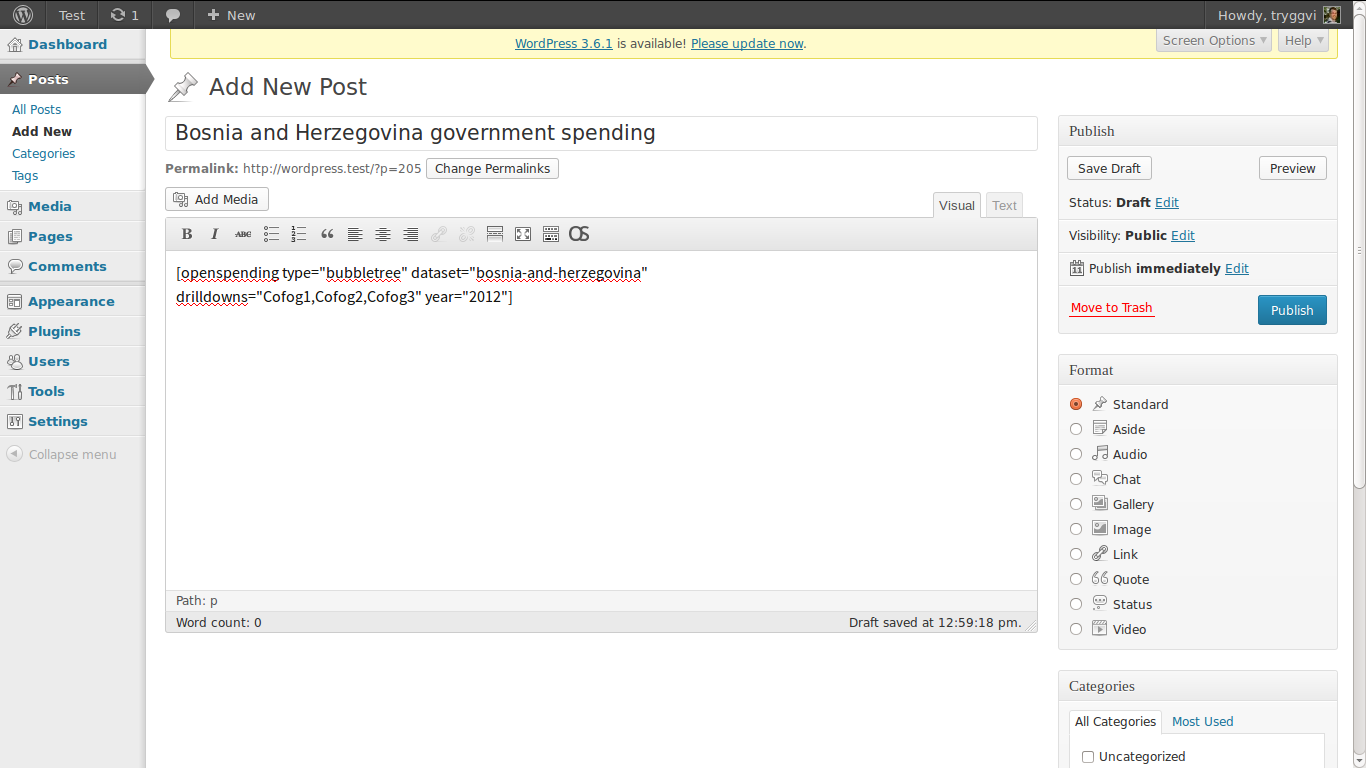 Test
1
New
Howdy, tryggvi
Dashboard
Posts
All Posts
Add New
Categories
Tags
Media
Pages
Comments
Appearance
Plugins
Users
Tools
Settings
Collapse menu
WordPress 3.6.1 is available! Please update now.
Screen Options
Help
Add New Post
Bosnia and Herzegovina government spending
Permalink: http://wordpress.test/?p=205 Change Permalinks
Add Media
Visual
Text
B I ABC OS
[openspending type="bubbletree" dataset="bosnia-and-herzegovina"
drilldowns="Cofog1,Cofog2,Cofog3" year="2012"]
Path: p
Word count: 0
Draft saved at 12:59:18 pm.
Publish
Save Draft
Preview
Status: Draft Edit
Visibility: Public Edit
Publish immediately Edit
Move to Trash
Publish
Format
Standard
Aside
Audio
Chat
Gallery
Image
Link
Quote
Status
Video
Categories
All Categories
Most Used
Uncategorized